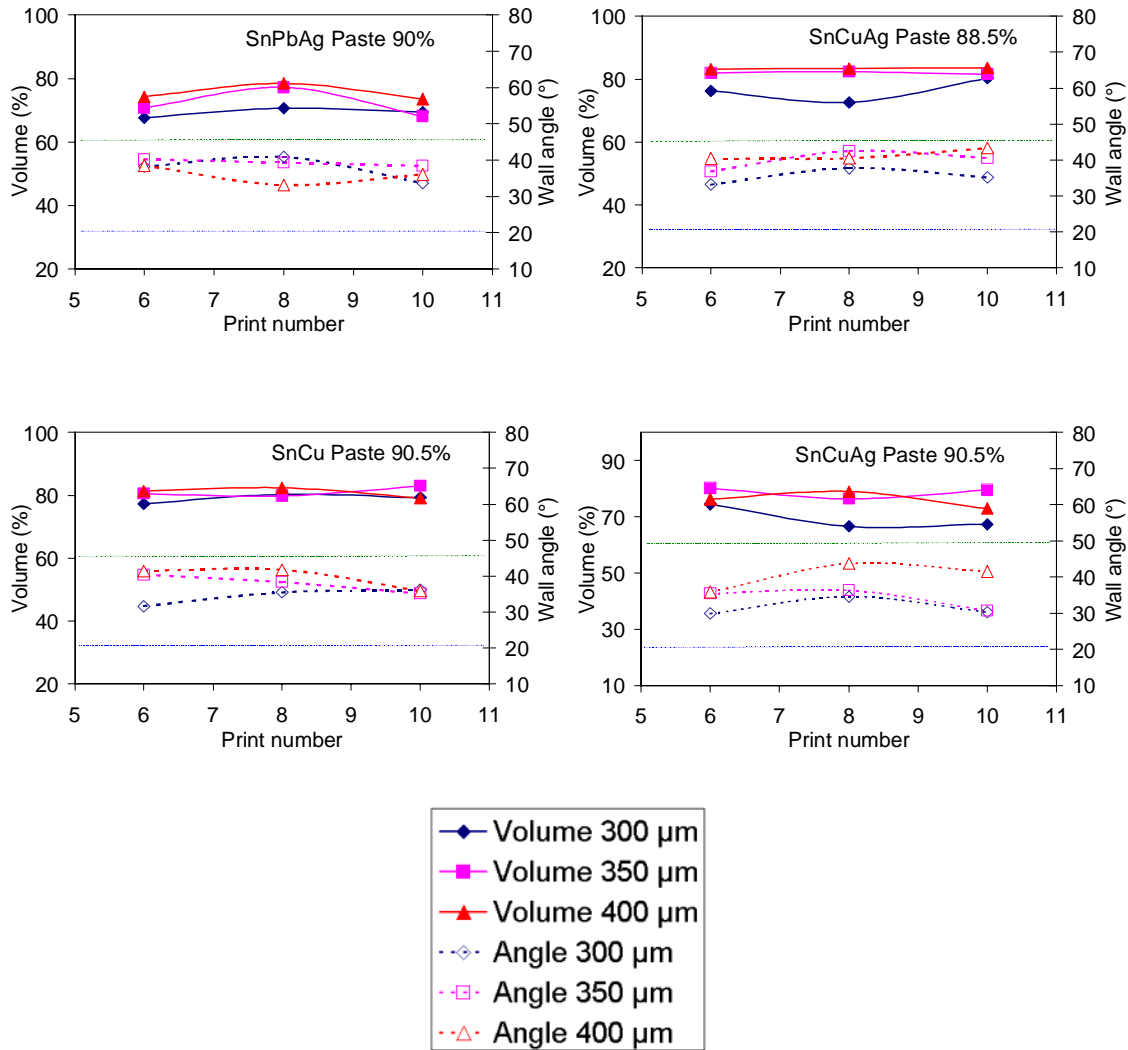 SnPbAg Paste 90%
Volume (%)
100
80
60
40
20
Wall angle (°)
80
70
60
50
40
30
20
10
5 6 7 8 9 10 11
Print number
SnCuAg Paste 88.5%
Volume (%)
100
80
60
40
20
Wall angle (°)
80
70
60
50
40
30
20
10
5 6 7 8 9 10 11
Print number
SnCu Paste 90.5%
Volume (%)
100
80
60
40
20
Wall angle (°)
80
70
60
50
40
30
20
10
5 6 7 8 9 10 11
Print number
SnCuAg Paste 90.5%
Volume (%)
90
70
50
30
10
Wall angle (°)
80
70
60
50
40
30
20
10
5 6 7 8 9 10 11
Print number
Volume 300 µm
Volume 350 µm
Volume 400 µm
Angle 300 µm
Angle 350 µm
Angle 400 µm